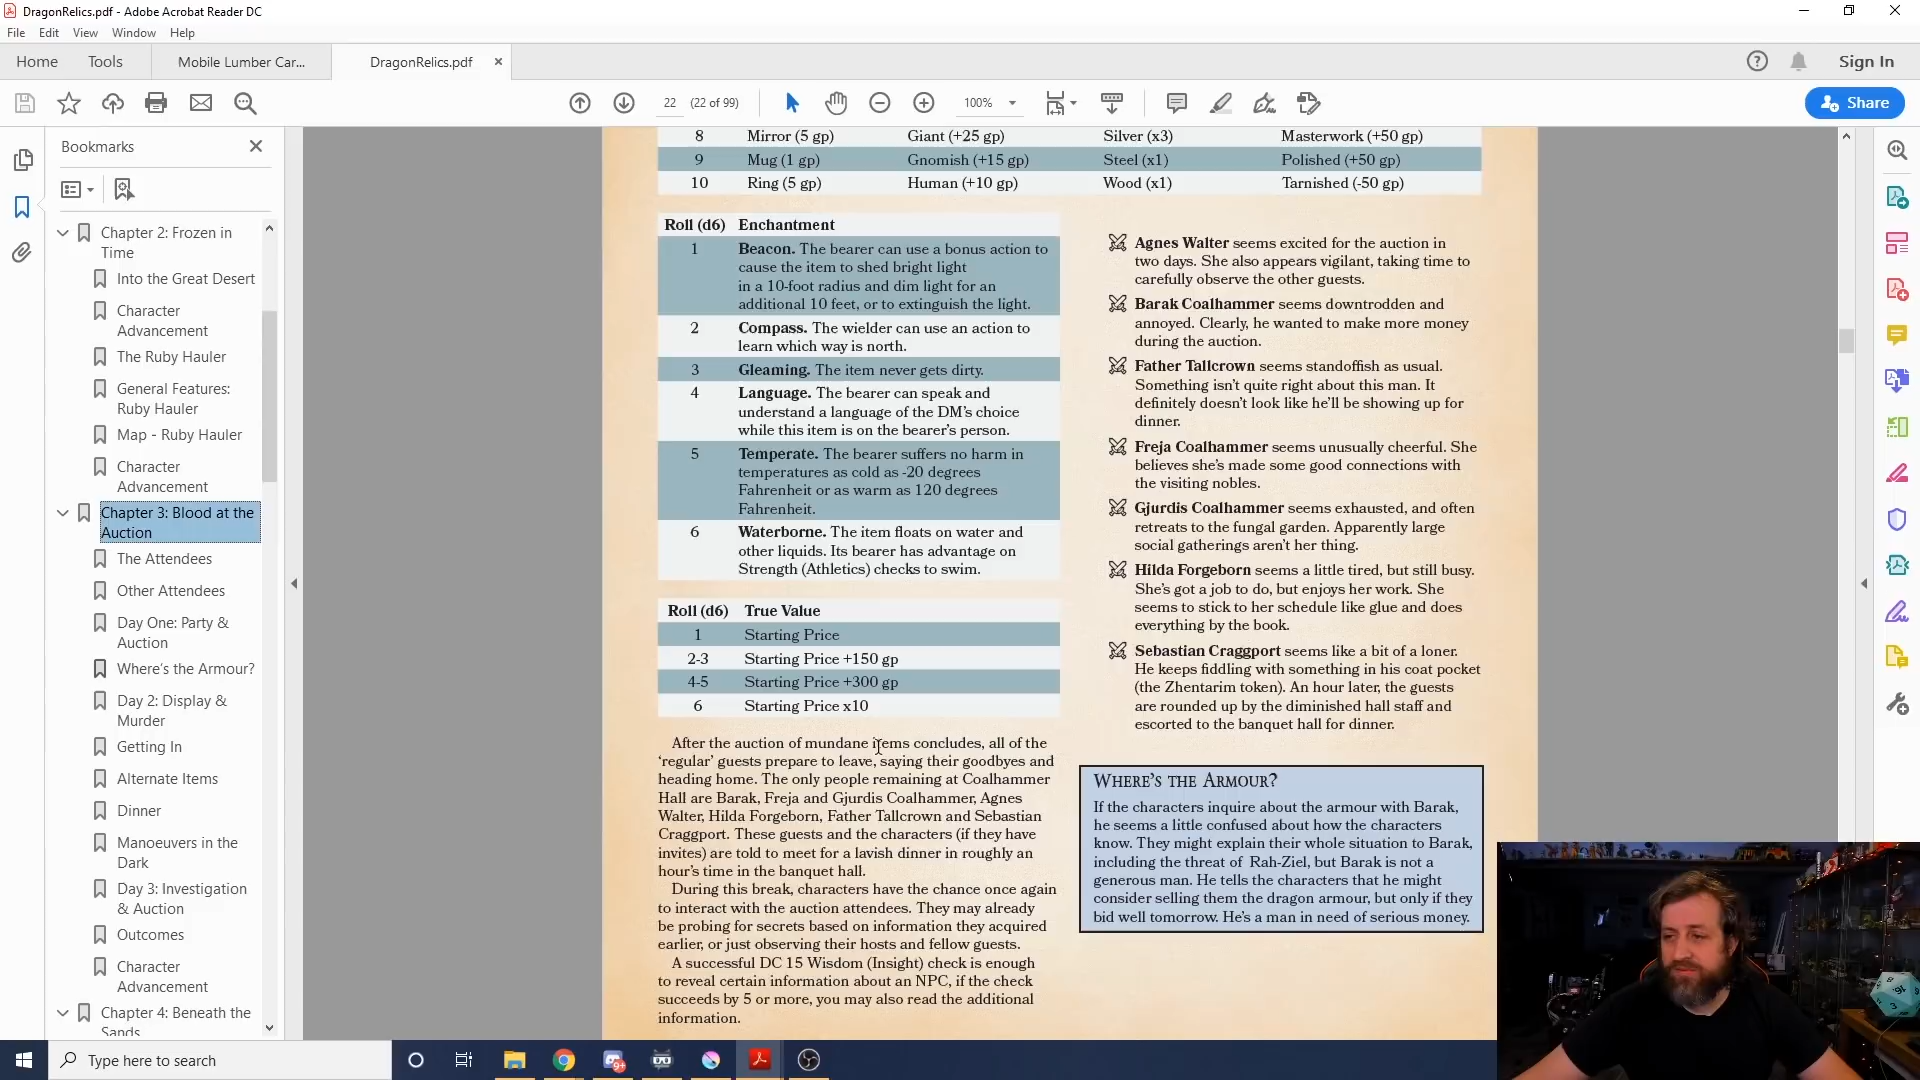 DragonRelics.pdf - Adobe Acrobat Reader DC
File Edit View Window Help
Home Tools Mobile Lumber Car... DragonRelics.pdf × Sign In
22 (22 of 99) 100% Share
Bookmarks
Chapter 2: Frozen in
Time
Into the Great Desert
Character
Advancement
The Ruby Hauler
General Features:
Ruby Hauler
Map - Ruby Hauler
Character
Advancement
Chapter 3: Blood at the
Auction
The Attendees
Other Attendees
Day One: Party &
Auction
Where's the Armour?
Day 2: Display &
Murder
Getting In
Alternate Items
Dinner
Manoeuvers in the
Dark
Day 3: Investigation
& Auction
Outcomes
Character
Advancement
Chapter 4: Beneath the
Sands
8 Mirror (5 gp) Giant (+25 gp) Silver (x3) Masterwork (+50 gp)
9 Mug (1 gp) Gnomish (+15 gp) Steel (x1) Polished (+50 gp)
10 Ring (5 gp) Human (+10 gp) Wood (x1) Tarnished (-50 gp)
Roll (d6) Enchantment
1 Beacon. The bearer can use a bonus action to
cause the item to shed bright light
in a 10-foot radius and dim light for an
additional 10 feet, or to extinguish the light.
2 Compass. The wielder can use an action to
learn which way is north.
3 Gleaming. The item never gets dirty.
4 Language. The bearer can speak and
understand a language of the DM's choice
while this item is on the bearer's person.
5 Temperate. The bearer suffers no harm in
temperatures as cold as -20 degrees
Fahrenheit or as warm as 120 degrees
Fahrenheit.
6 Waterborne. The item floats on water and
other liquids. Its bearer has advantage on
Strength (Athletics) checks to swim.
Roll (d6) True Value
1 Starting Price
2-3 Starting Price +150 gp
4-5 Starting Price +300 gp
6 Starting Price x10
After the auction of mundane items concludes, all of the
'regular' guests prepare to leave, saying their goodbyes and
heading home. The only people remaining at Coalhammer
Hall are Barak, Freja and Gjurdis Coalhammer, Agnes
Walter, Hilda Forgeborn, Father Tallcrown and Sebastian
Craggport. These guests and the characters (if they have
invites) are told to meet for a lavish dinner in roughly an
hour's time in the banquet hall.
During this break, characters have the chance once again
to interact with the auction attendees. They may already
be probing for secrets based on information they acquired
earlier, or just observing their hosts and fellow guests.
A successful DC 15 Wisdom (Insight) check is enough
to reveal certain information about an NPC, if the check
succeeds by 5 or more, you may also read the additional
information.
Agnes Walter seems excited for the auction in
two days. She also appears vigilant, taking time to
carefully observe the other guests.
Barak Coalhammer seems downtrodden and
annoyed. Clearly, he wanted to make more money
during the auction.
Father Tallcrown seems standoffish as usual.
Something isn't quite right about this man. It
definitely doesn't look like he'll be showing up for
dinner.
Freja Coalhammer seems unusually cheerful. She
believes she's made some good connections with
the visiting nobles.
Gjurdis Coalhammer seems exhausted, and often
retreats to the fungal garden. Apparently large
social gatherings aren't her thing.
Hilda Forgeborn seems a little tired, but still busy.
She's got a job to do, but enjoys her work. She
seems to stick to her schedule like glue and does
everything by the book.
Sebastian Craggport seems like a bit of a loner.
He keeps fiddling with something in his coat pocket
(the Zhentarim token). An hour later, the guests
are rounded up by the diminished hall staff and
escorted to the banquet hall for dinner.
WHERE'S THE ARMOUR?
If the characters inquire about the armour with Barak,
he seems a little confused about how the characters
know. They might explain their whole situation to Barak,
including the threat of Rah-Ziel, but Barak is not a
generous man. He tells the characters that he might
consider selling them the dragon armour, but only if they
bid well tomorrow. He's a man in need of serious money.
Type here to search
9+